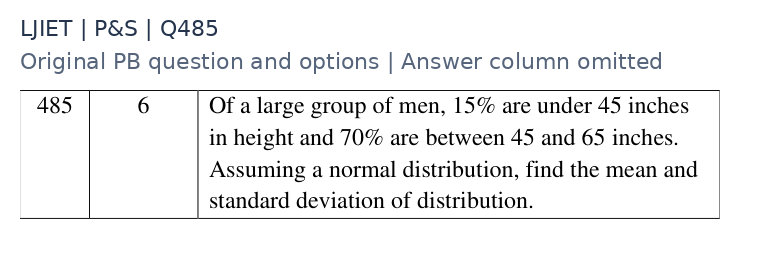 LJIET | P&S | Q485
Original PB question and options | Answer column omitted
485 6 Of a large group of men, 15% are under 45 inches
in height and 70% are between 45 and 65 inches.
Assuming a normal distribution, find the mean and
standard deviation of distribution.